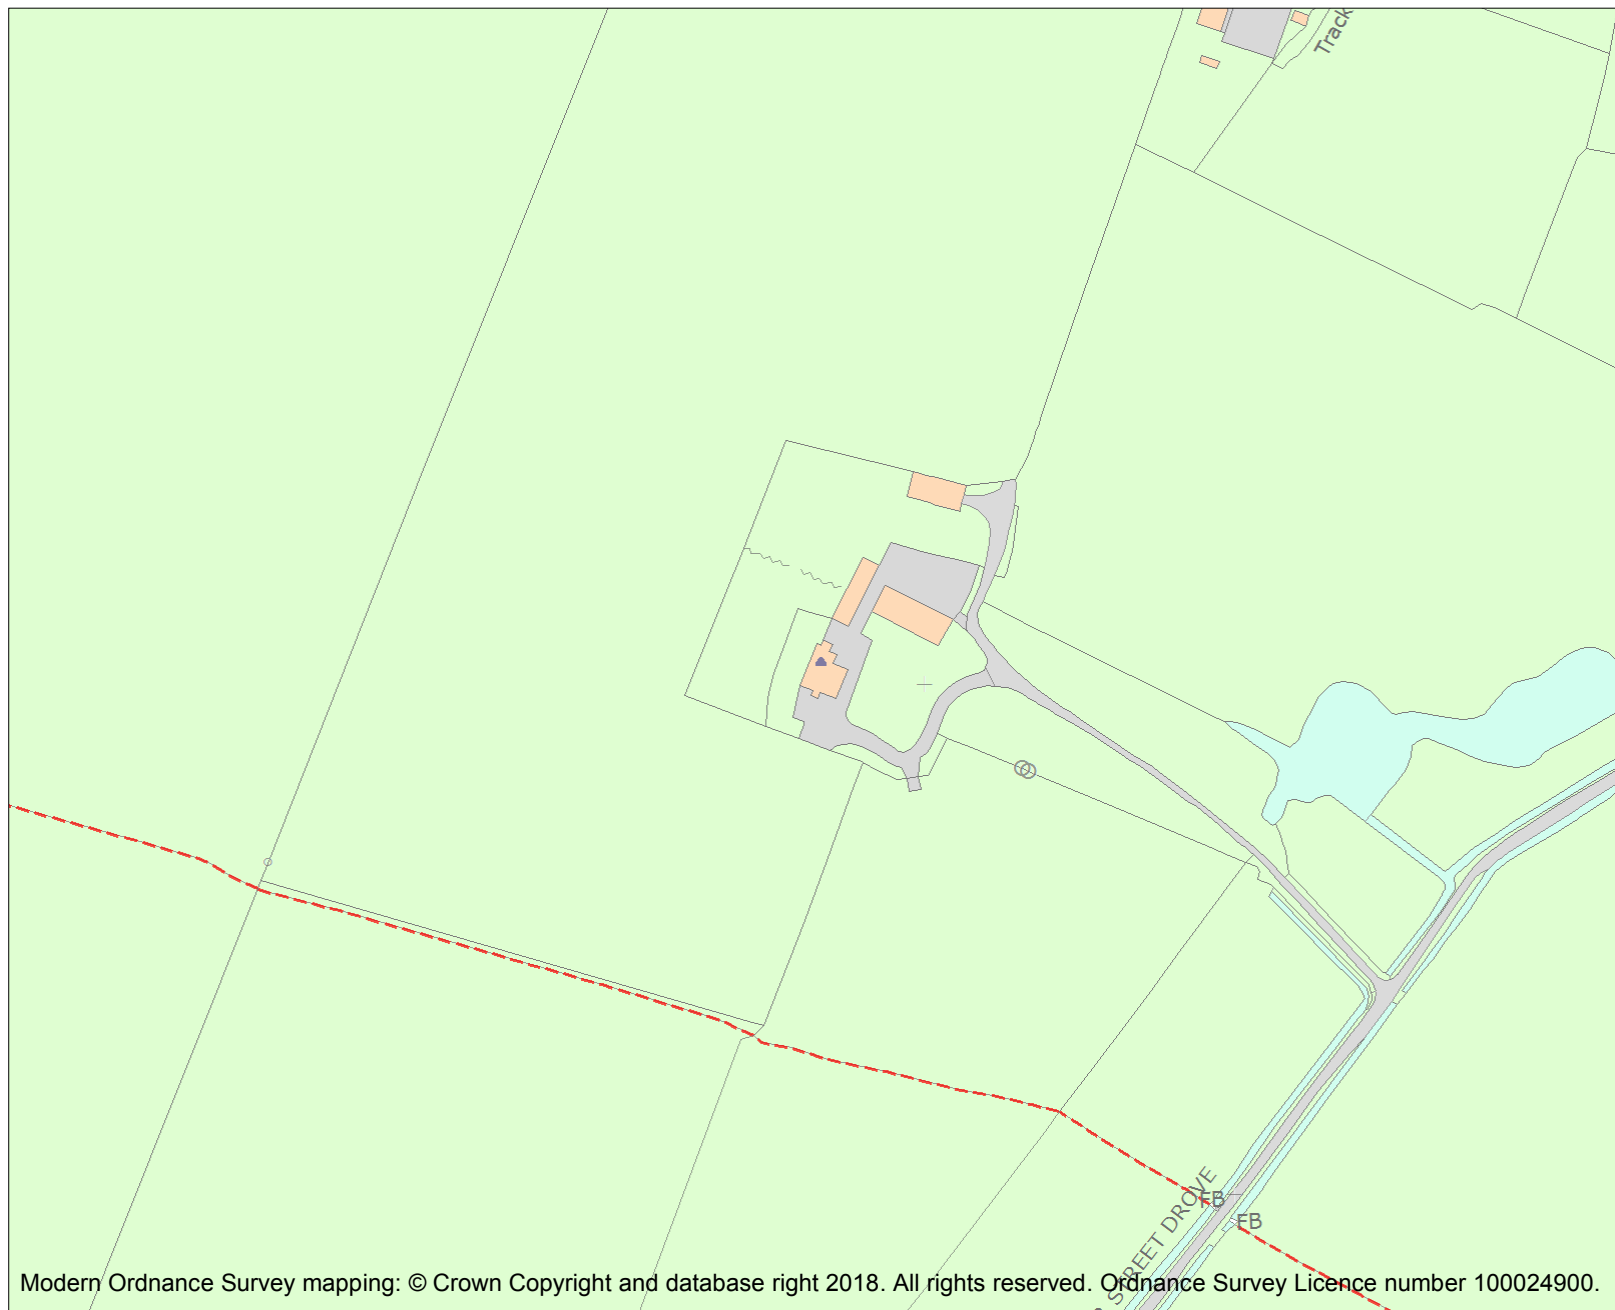 Track
FB
FB
STREET DROVE
Modern Ordnance Survey mapping: © Crown Copyright and database right 2018. All rights reserved. Ordnance Survey Licence number 100024900.